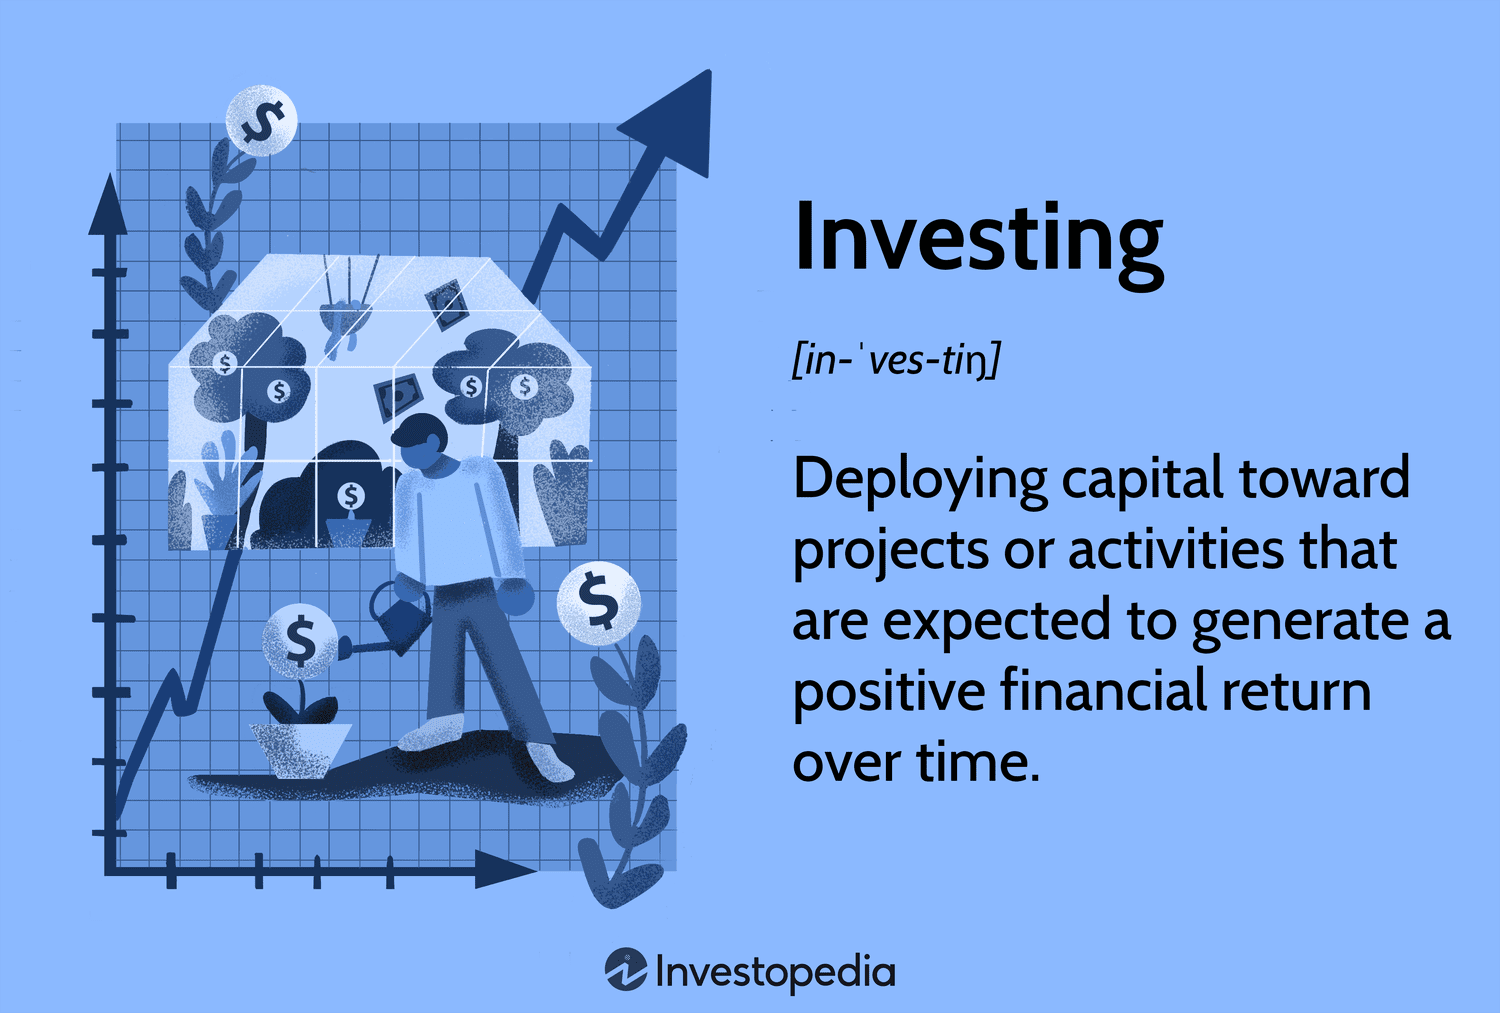 $
$
$
$
$
$
$
$
Investing
[in-ˈves-tiŋ]
Deploying capital toward
projects or activities that
are expected to generate a
positive financial return
over time.
Investopedia